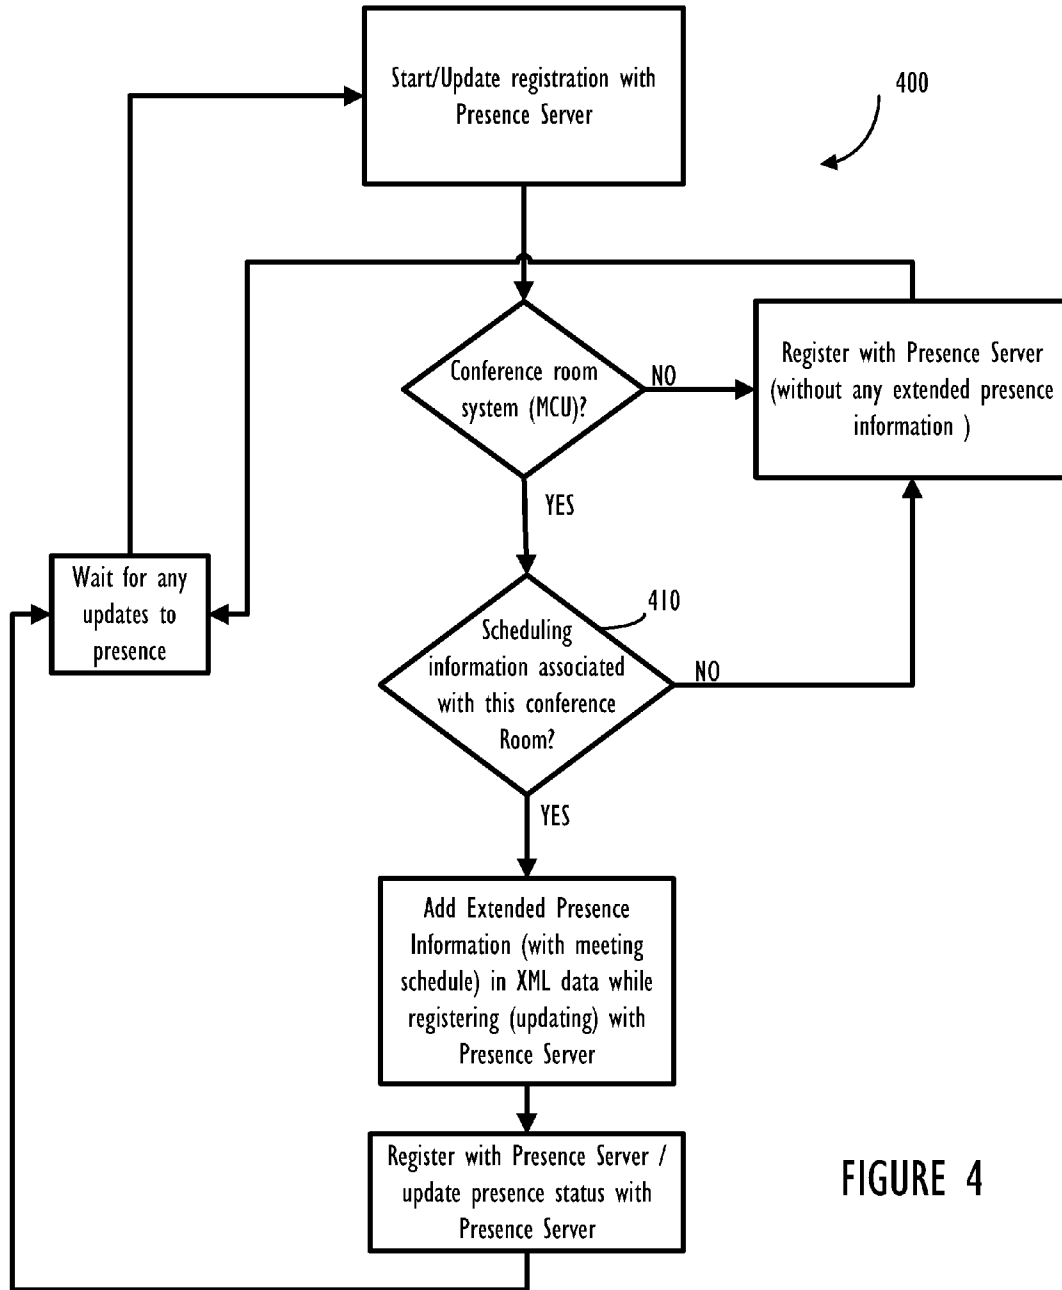 Start/Update registration with
Presence Server
400
Conference room
system (MCU)?
NO
Register with Presence Server
(without any extended presence
information )
YES
Wait for any
updates to
presence
410
Scheduling
information associated
with this conference
Room?
NO
YES
Add Extended Presence
Information (with meeting
schedule) in XML data while
registering (updating) with
Presence Server
Register with Presence Server /
update presence status with
Presence Server
FIGURE 4